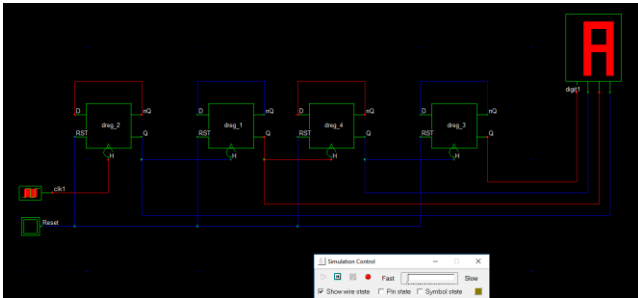 A
digit1
D nQ D nQ D nQ D nQ
dreg_2 dreg_1 dreg_4 dreg_3
RST Q RST Q RST Q RST Q
H H H H
clk1
Reset
Simulation Control
Fast Slow
Show wire state Pin state Symbol state